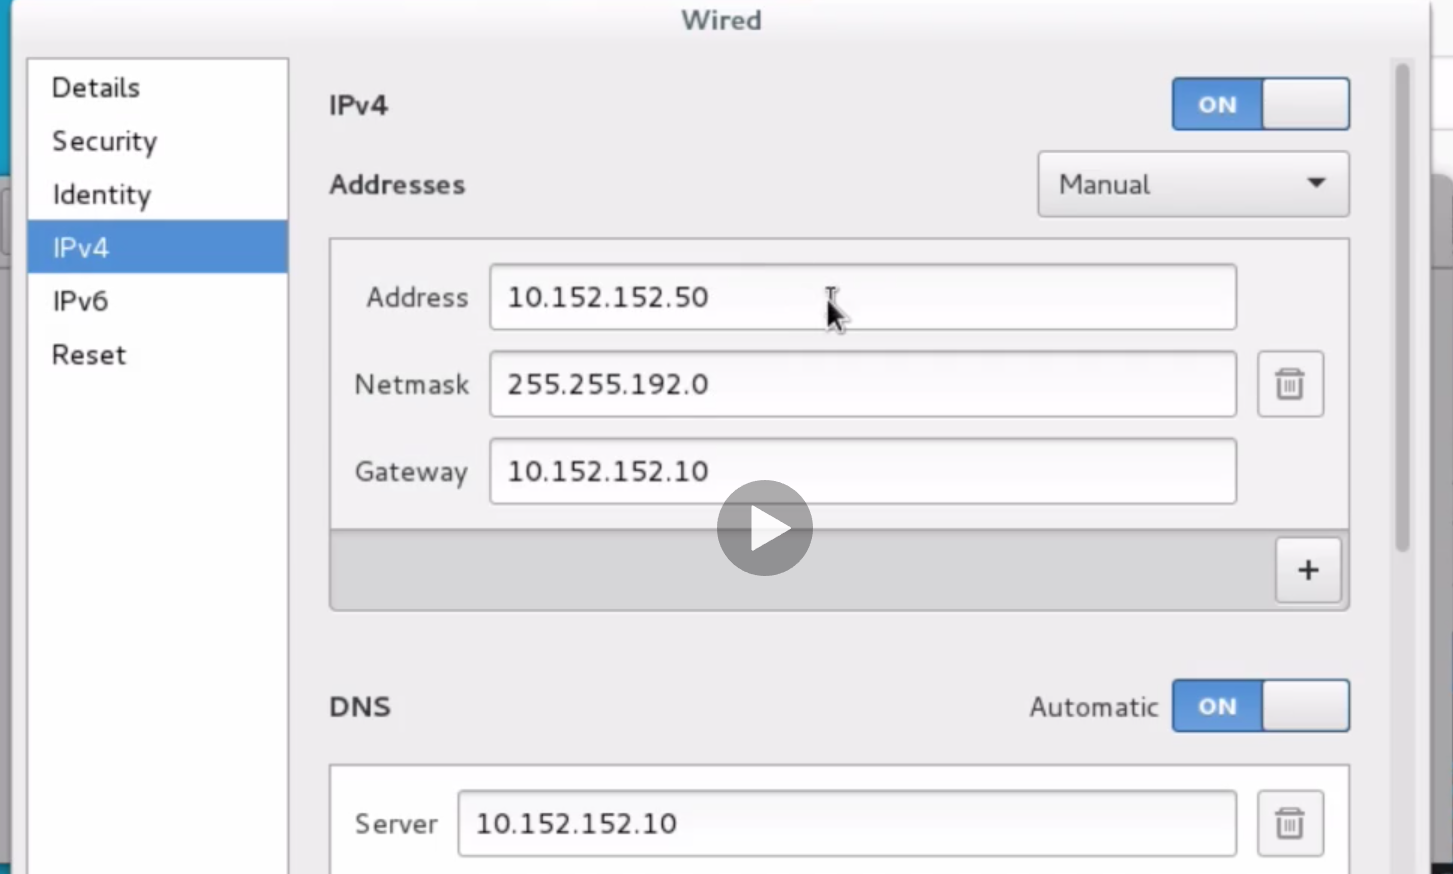 Wired
Details
Security
Identity
IPv4
IPv6
Reset
IPv4 ON
Addresses Manual
Address 10.152.152.50
Netmask 255.255.192.0
Gateway 10.152.152.10
+
DNS Automatic ON
Server 10.152.152.10